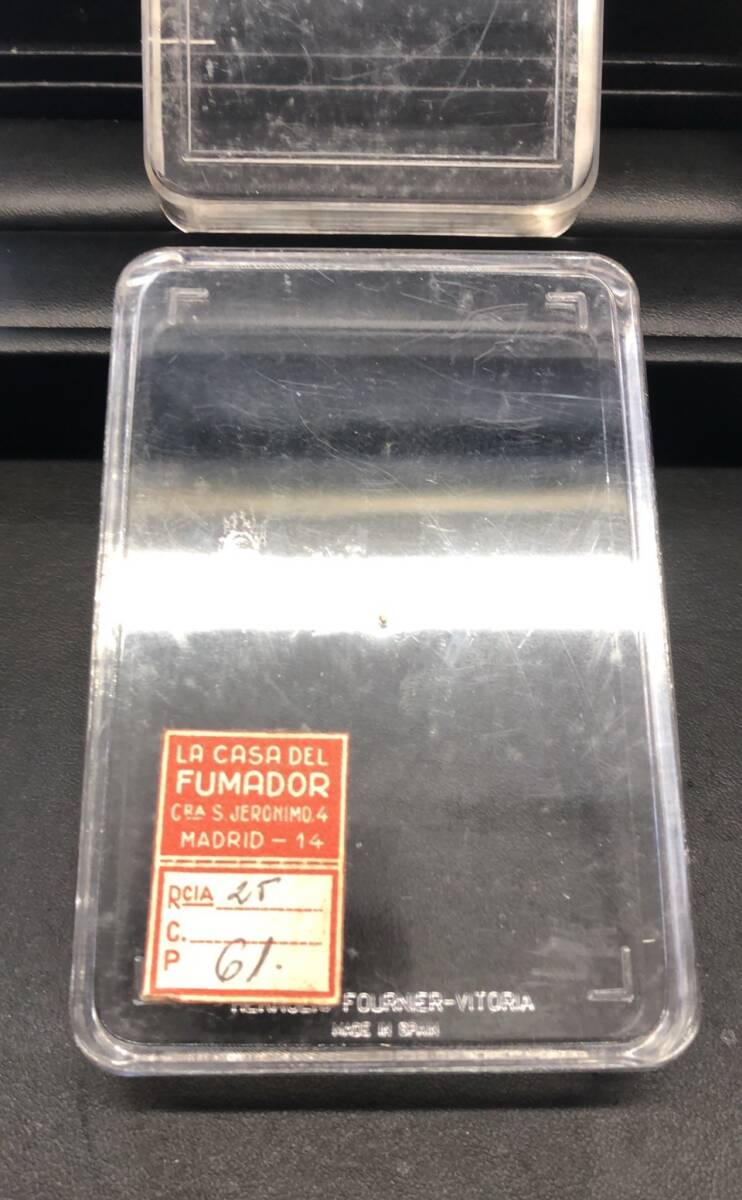 LA CASA DEL
FUMADOR
CRA S. JERONIMO, 4
MADRID - 14
RCIA 25
C.
P 61.
FOURNIER-VITORIA
MADE IN SPAIN